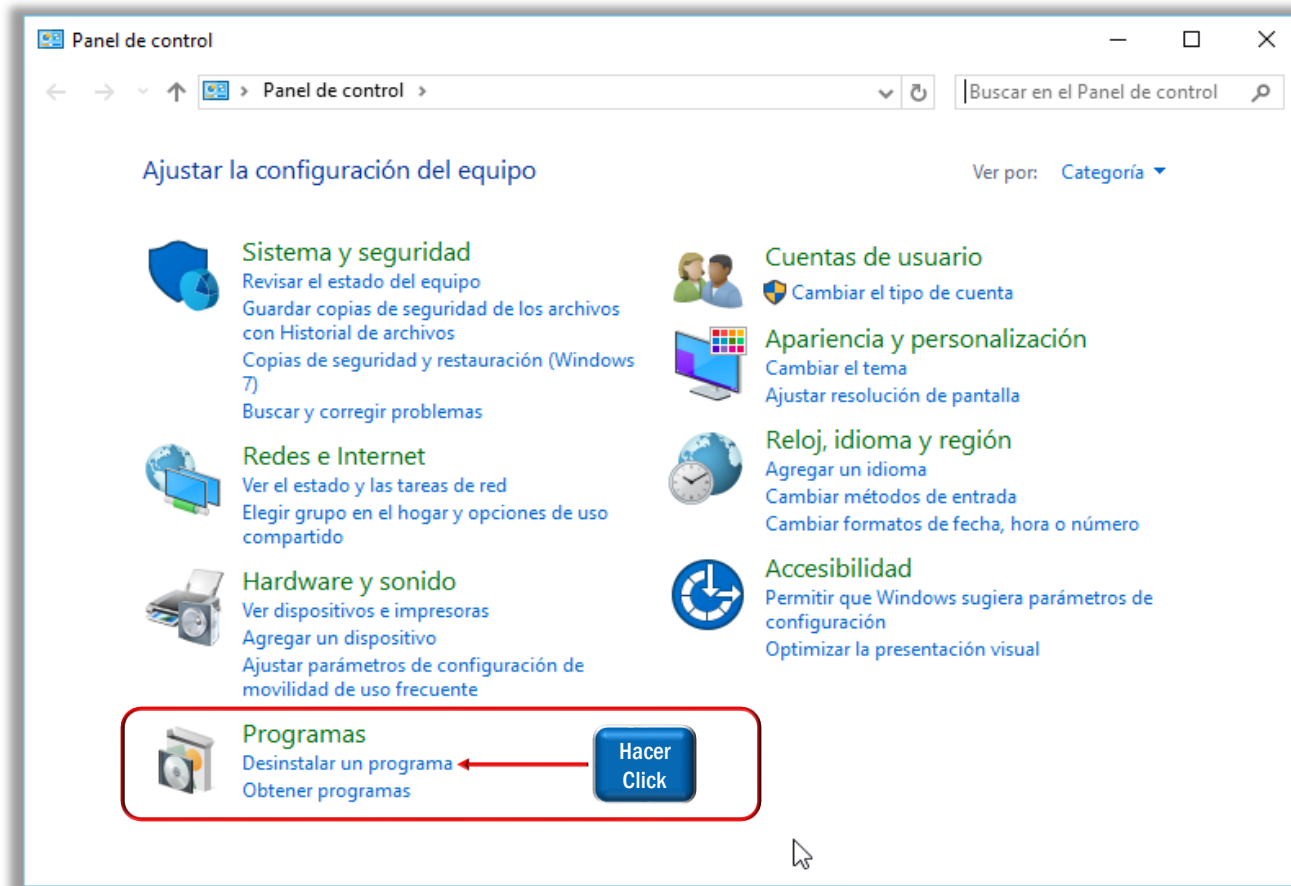 Panel de control
Panel de control
Buscar en el Panel de control
Ajustar la configuración del equipo
Ver por: Categoría
Sistema y seguridad
Revisar el estado del equipo
Guardar copias de seguridad de los archivos
con Historial de archivos
Copias de seguridad y restauración (Windows
7)
Buscar y corregir problemas
Redes e Internet
Ver el estado y las tareas de red
Elegir grupo en el hogar y opciones de uso
compartido
Hardware y sonido
Ver dispositivos e impresoras
Agregar un dispositivo
Ajustar parámetros de configuración de
movilidad de uso frecuente
Programas
Desinstalar un programa
Obtener programas
Hacer
Click
Cuentas de usuario
Cambiar el tipo de cuenta
Apariencia y personalización
Cambiar el tema
Ajustar resolución de pantalla
Reloj, idioma y región
Agregar un idioma
Cambiar métodos de entrada
Cambiar formatos de fecha, hora o número
Accesibilidad
Permitir que Windows sugiera parámetros de
configuración
Optimizar la presentación visual